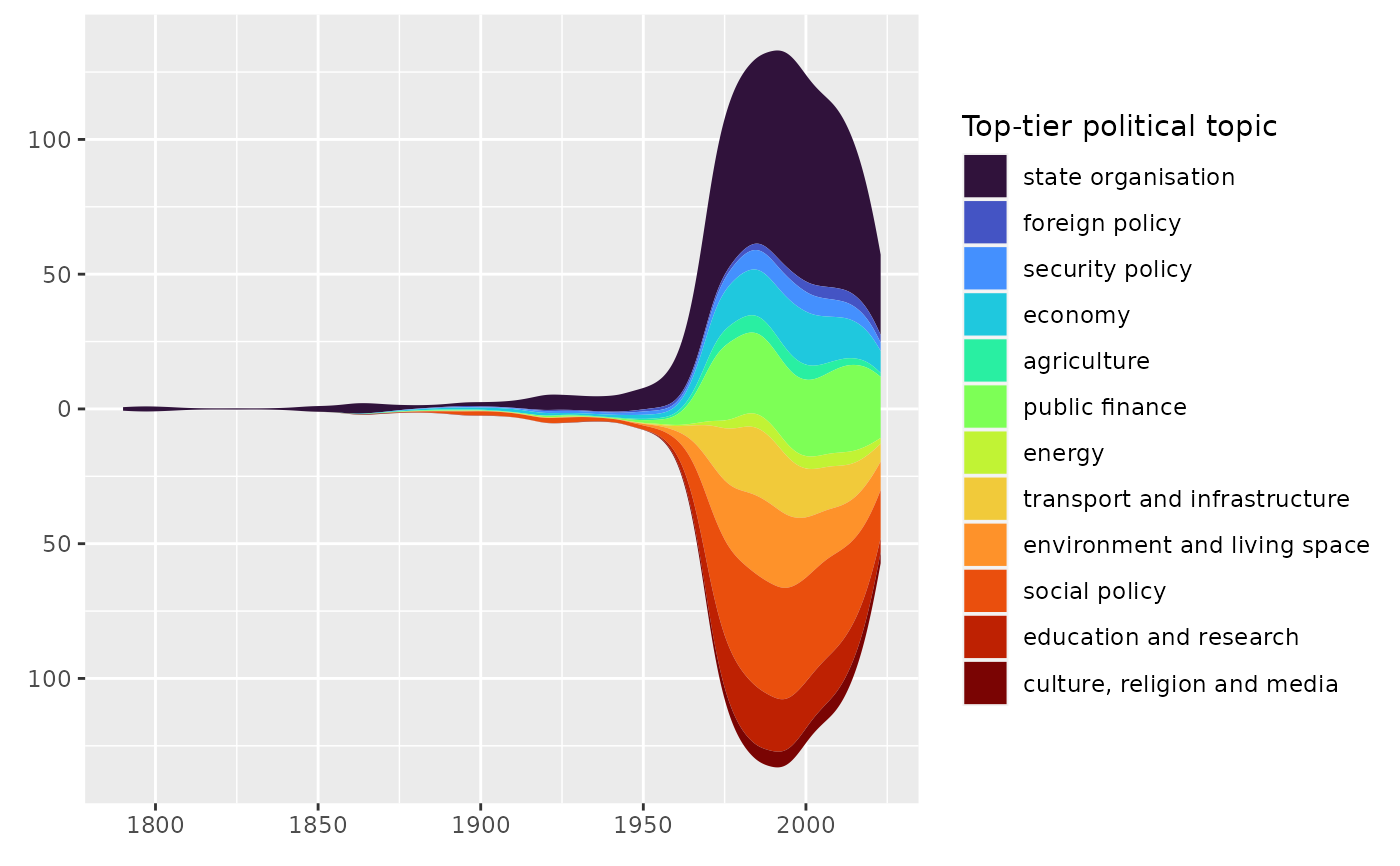 100
50
0
50
100
1800
1850
1900
1950
2000
Top-tier political topic
state organisation
foreign policy
security policy
economy
agriculture
public finance
energy
transport and infrastructure
environment and living space
social policy
education and research
culture, religion and media